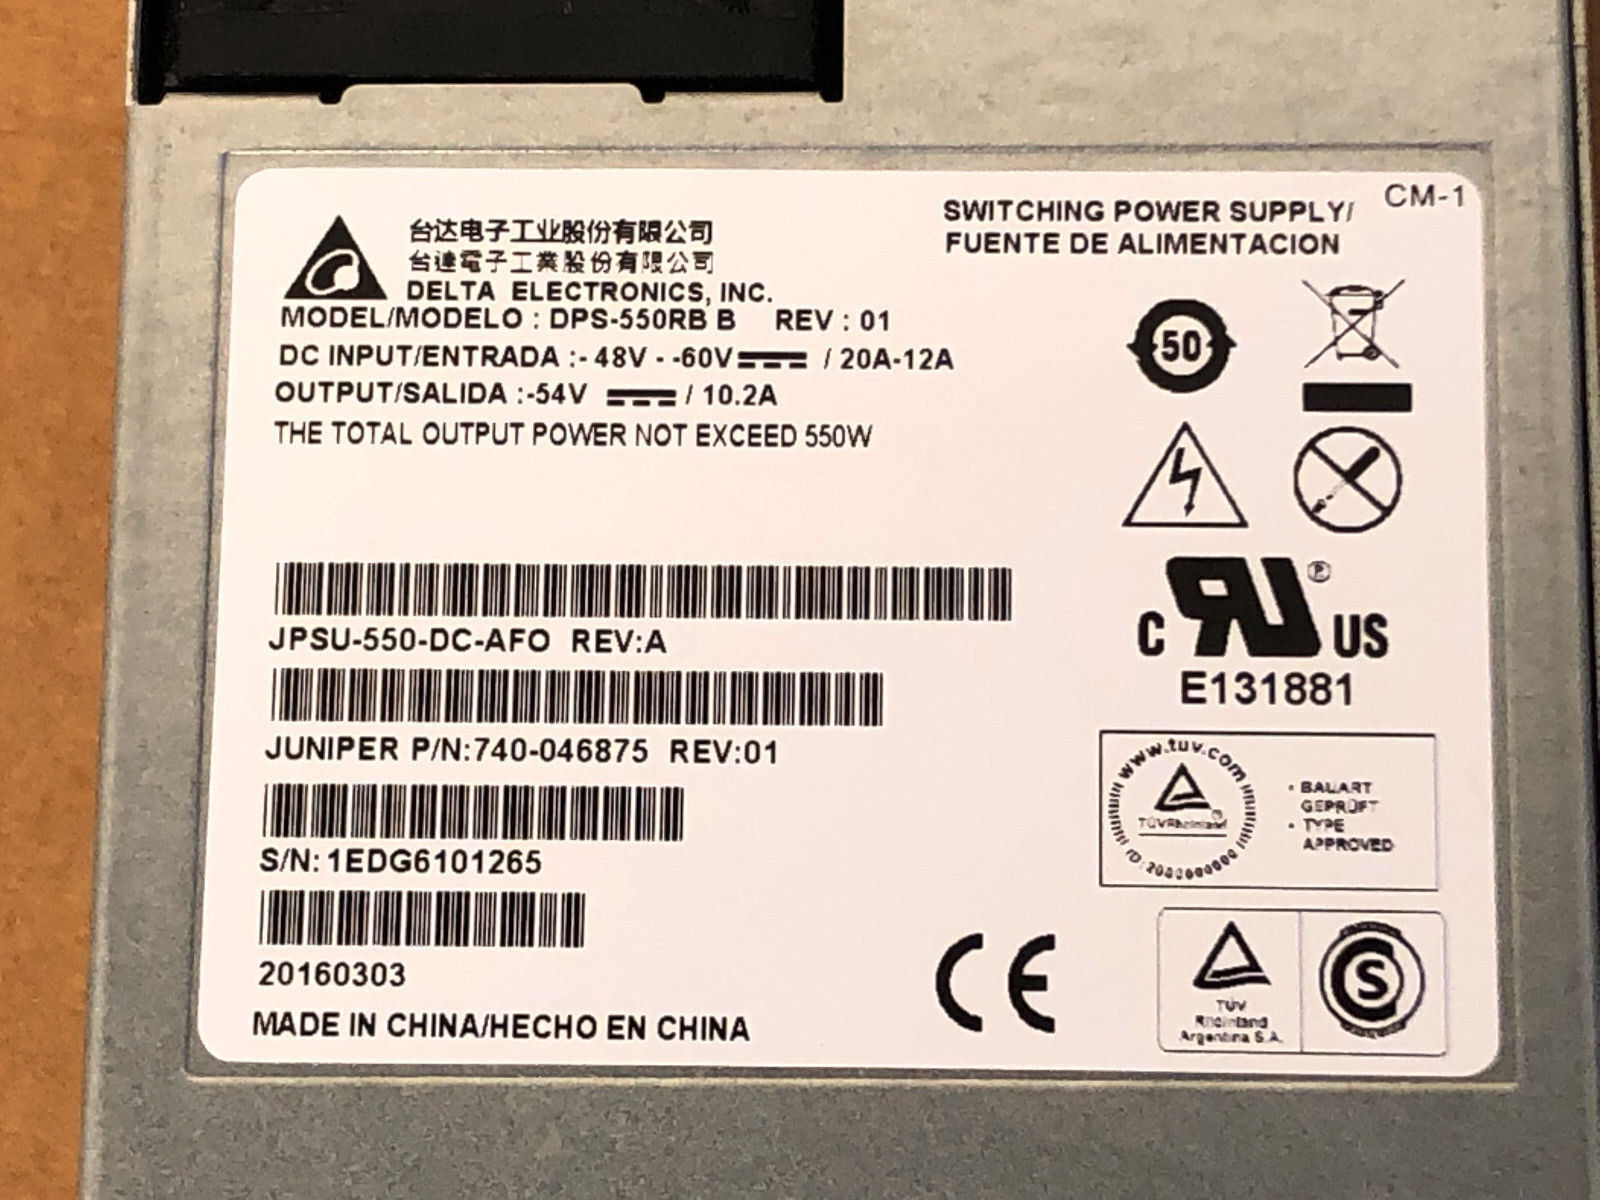 CM-1
SWITCHING POWER SUPPLY/
FUENTE DE ALIMENTACION
台达电子工业股份有限公司
台達電子工業股份有限公司
DELTA ELECTRONICS, INC.
MODEL/MODELO : DPS-550RB B REV : 01
DC INPUT/ENTRADA :- 48V - -60V / 20A-12A
OUTPUT/SALIDA :-54V / 10.2A
THE TOTAL OUTPUT POWER NOT EXCEED 550W
50
JPSU-550-DC-AFO REV:A
JUNIPER P/N:740-046875 REV:01
S/N: 1EDG6101265
20160303
MADE IN CHINA/HECHO EN CHINA
C RU ® US
E131881
www.tuv.com
TÜVRheinland
BAUART
GEPRÜFT
TYPE
APPROVED
CE
TÜV
Rheinland
Argentina S.A.
S